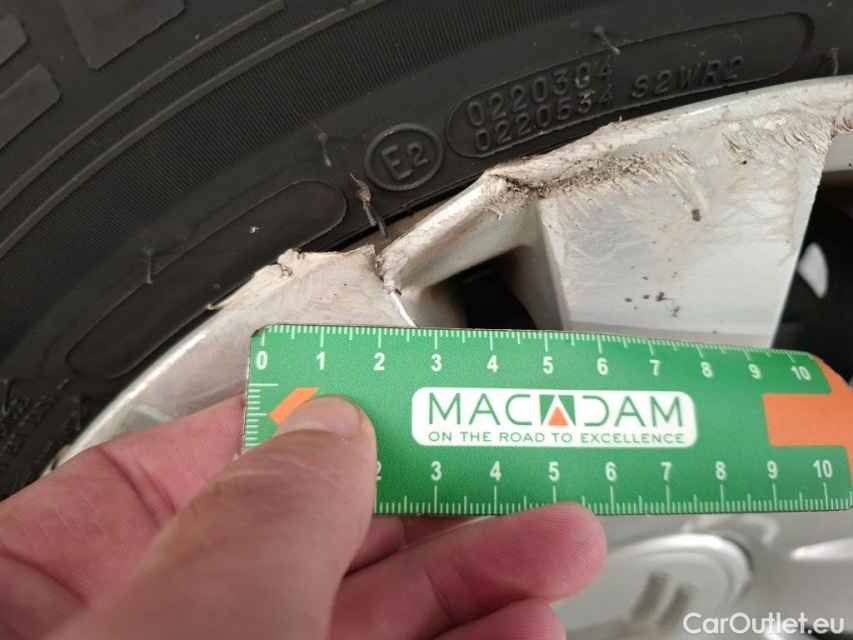 0220304
0220534 S2WR2
E2
0 1 2 3 4 5 6 7 8 9 10
MACADAM
ON THE ROAD TO EXCELLENCE
2 3 4 5 6 7 8 9 10
CarOutlet.eu